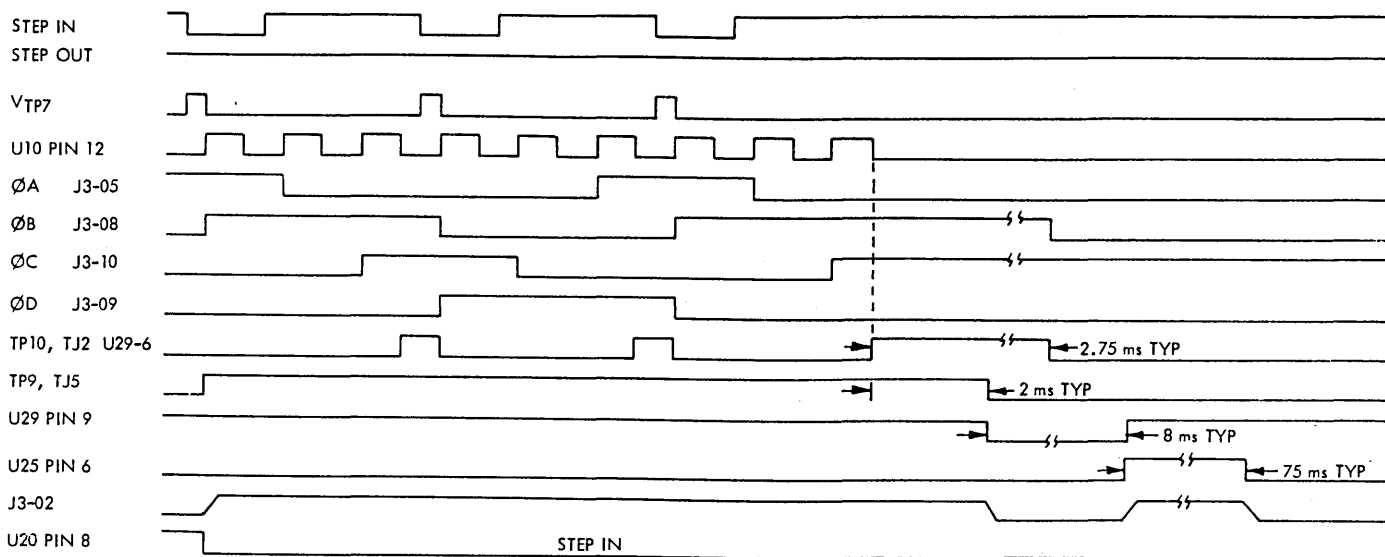 STEP IN
STEP OUT
VTP7
U10 PIN 12
ØA J3-05
ØB J3-08
ØC J3-10
ØD J3-09
TP10, TJ2 U29-6
2.75 ms TYP
TP9, TJ5
2 ms TYP
U29 PIN 9
8 ms TYP
U25 PIN 6
75 ms TYP
J3-02
U20 PIN 8
STEP IN